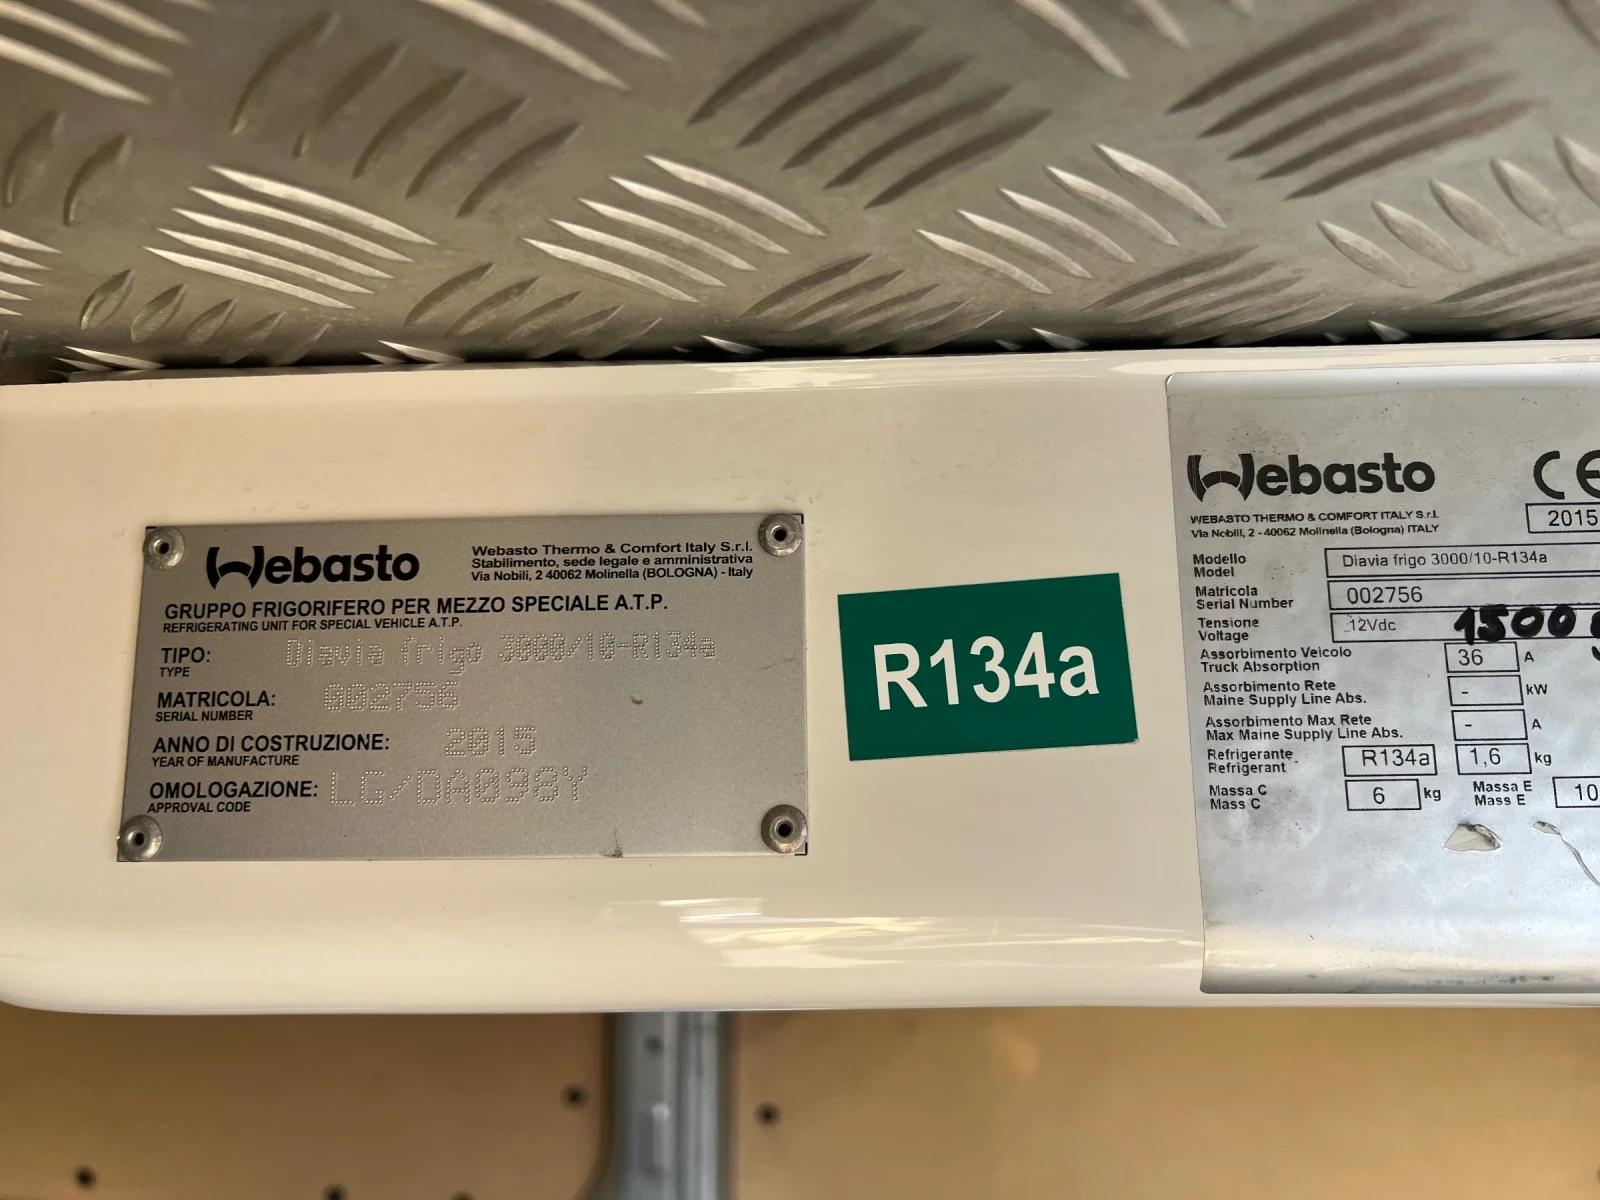 Webasto
Webasto Thermo & Comfort Italy S.r.l.
Stabilimento, sede legale e amministrativa
Via Nobili, 2 40062 Molinella (BOLOGNA) - Italy
GRUPPO FRIGORIFERO PER MEZZO SPECIALE A.T.P.
REFRIGERATING UNIT FOR SPECIAL VEHICLE A.T.P.
TIPO: Diavia frigo 3000/10-R134a
TYPE
MATRICOLA: 002756
SERIAL NUMBER
ANNO DI COSTRUZIONE: 2015
YEAR OF MANUFACTURE
OMOLOGAZIONE: LG/DA098Y
APPROVAL CODE
R134a
Webasto CE
WEBASTO THERMO & COMFORT ITALY S.r.l.
Via Nobili, 2 - 40062 Molinella (Bologna) ITALY
2015
Modello Diavia frigo 3000/10-R134a
Model
Matricola 002756
Serial Number
Tensione 12Vdc 1500
Voltage
Assorbimento Veicolo 36 A
Truck Absorption
Assorbimento Rete - kW
Maine Supply Line Abs.
Assorbimento Max Rete - A
Max Maine Supply Line Abs.
Refrigerante R134a 1,6 kg
Refrigerant
Massa C 6 kg Massa E 10
Mass C Mass E